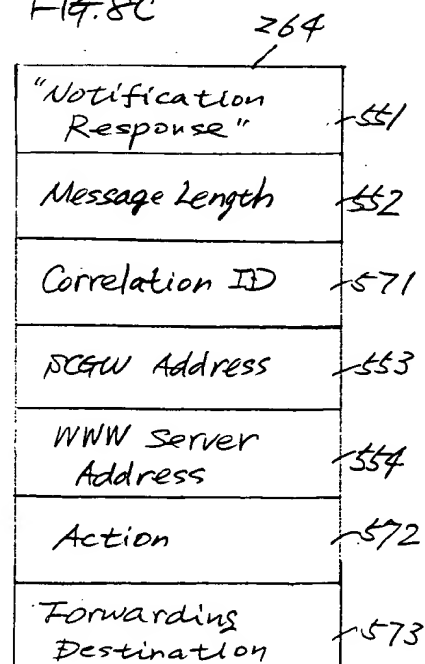 FIG. 8C
264
"Notification
Response"
551
Message Length
552
Correlation ID
571
SCGW Address
553
WWW Server
Address
554
Action
572
Forwarding
Destination
573